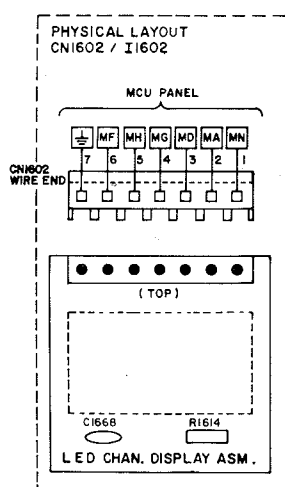 PHYSICAL LAYOUT
CN1602 / I1602
MCU PANEL
MF MH MG MD MA MN
7 6 5 4 3 2 1
CN1602
WIRE END
(TOP)
C1668 R1614
LED CHAN. DISPLAY ASM.